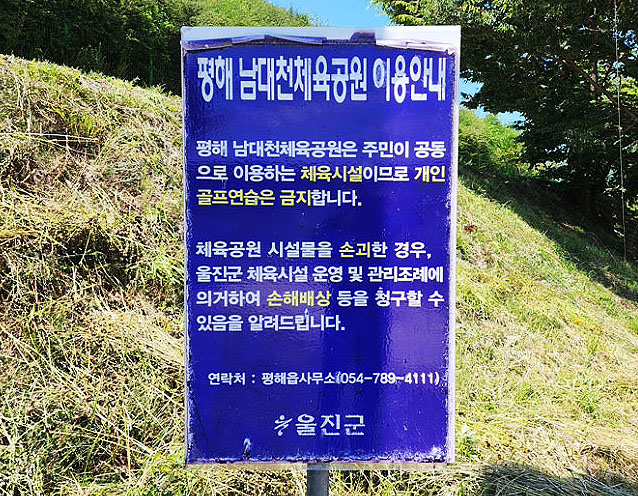 평해 남대천체육공원 이용안내
평해 남대천체육공원은 주민이 공동
으로 이용하는 체육시설이므로 개인
골프연습은 금지합니다.
체육공원 시설물을 손괴한 경우,
울진군 체육시설 운영 및 관리조례에
의거하여 손해배상 등을 청구할 수
있음을 알려드립니다.
연락처 : 평해읍사무소(054-789-4111)
울진군